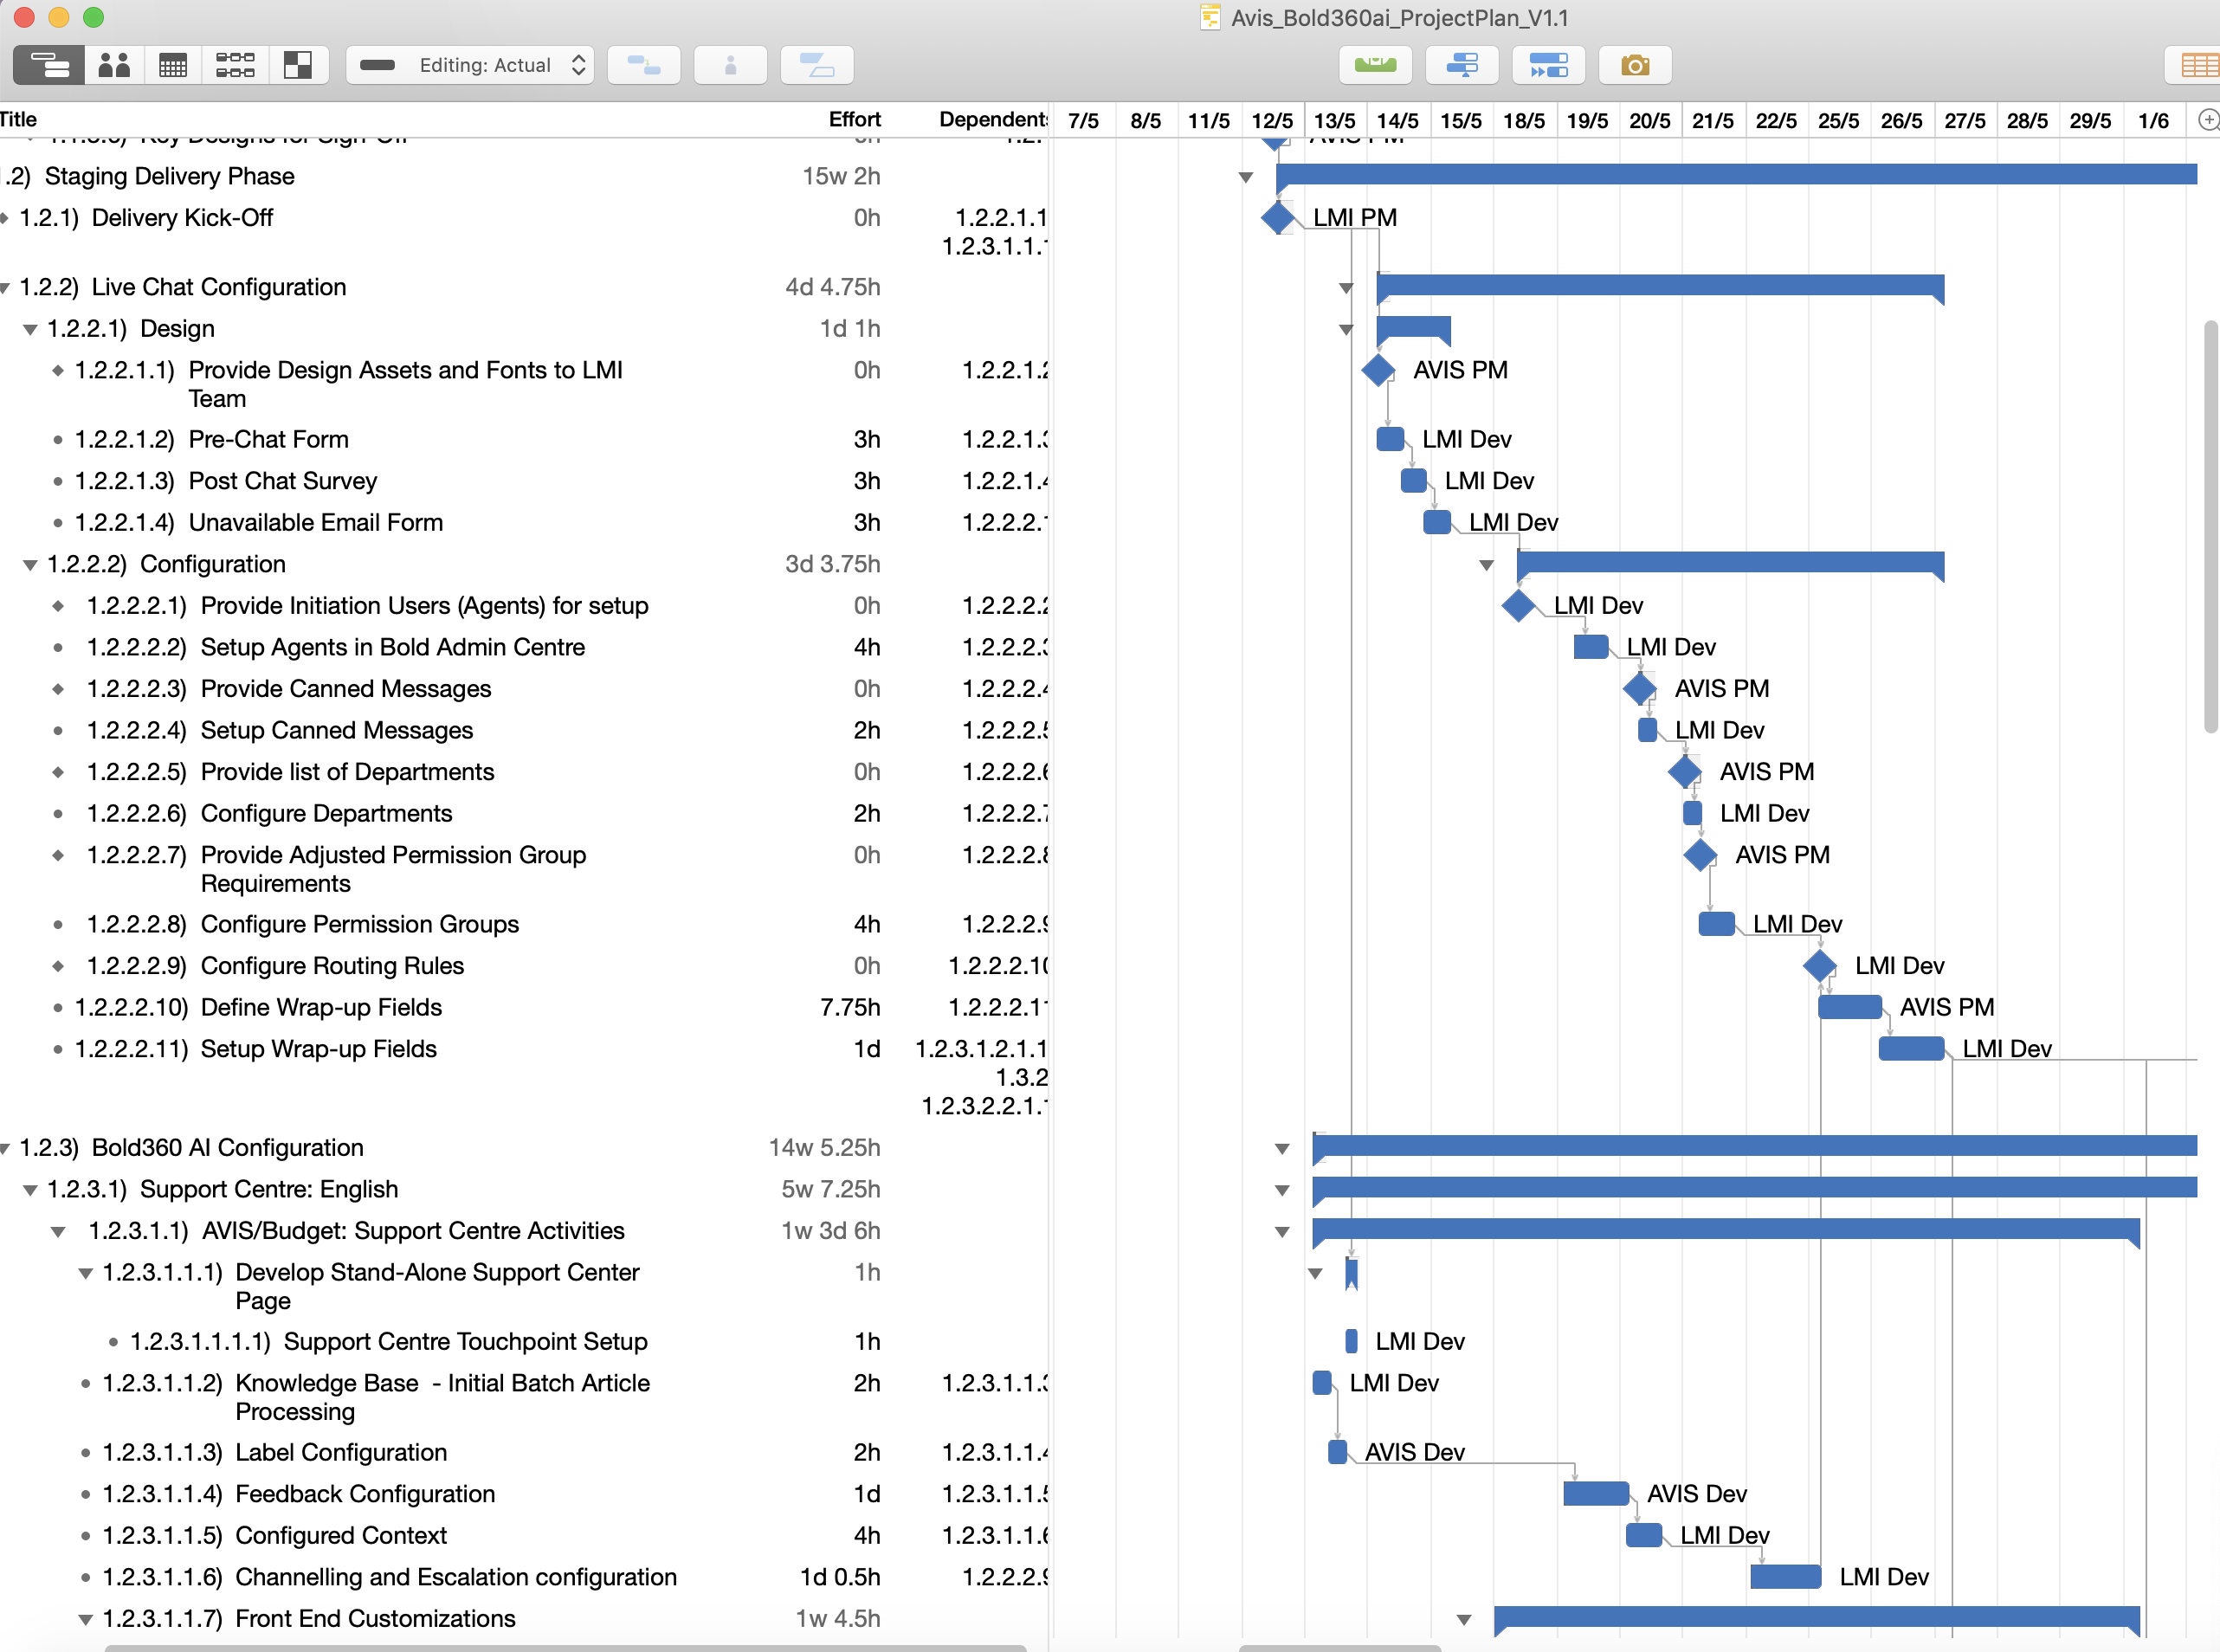 Avis_Bold360ai_ProjectPlan_V1.1
Editing: Actual
Title Effort Dependents 7/5 8/5 11/5 12/5 13/5 14/5 15/5 18/5 19/5 20/5 21/5 22/5 25/5 26/5 27/5 28/5 29/5 1/6
Key Designs for Sign-Off 0h 1.2. AVIS PM
.2) Staging Delivery Phase 15w 2h
1.2.1) Delivery Kick-Off 0h 1.2.2.1.1 LMI PM
1.2.3.1.1.1
1.2.2) Live Chat Configuration 4d 4.75h
1.2.2.1) Design 1d 1h
1.2.2.1.1) Provide Design Assets and Fonts to LMI 0h 1.2.2.1.2 AVIS PM
Team
1.2.2.1.2) Pre-Chat Form 3h 1.2.2.1.3 LMI Dev
1.2.2.1.3) Post Chat Survey 3h 1.2.2.1.4 LMI Dev
1.2.2.1.4) Unavailable Email Form 3h 1.2.2.2.1 LMI Dev
1.2.2.2) Configuration 3d 3.75h
1.2.2.2.1) Provide Initiation Users (Agents) for setup 0h 1.2.2.2.2 LMI Dev
1.2.2.2.2) Setup Agents in Bold Admin Centre 4h 1.2.2.2.3 LMI Dev
1.2.2.2.3) Provide Canned Messages 0h 1.2.2.2.4 AVIS PM
1.2.2.2.4) Setup Canned Messages 2h 1.2.2.2.5 LMI Dev
1.2.2.2.5) Provide list of Departments 0h 1.2.2.2.6 AVIS PM
1.2.2.2.6) Configure Departments 2h 1.2.2.2.7 LMI Dev
1.2.2.2.7) Provide Adjusted Permission Group 0h 1.2.2.2.8 AVIS PM
Requirements
1.2.2.2.8) Configure Permission Groups 4h 1.2.2.2.9 LMI Dev
1.2.2.2.9) Configure Routing Rules 0h 1.2.2.2.10 LMI Dev
1.2.2.2.10) Define Wrap-up Fields 7.75h 1.2.2.2.11 AVIS PM
1.2.2.2.11) Setup Wrap-up Fields 1d 1.2.3.1.2.1.1 LMI Dev
1.3.2
1.2.3.2.2.1.1
1.2.3) Bold360 AI Configuration 14w 5.25h
1.2.3.1) Support Centre: English 5w 7.25h
1.2.3.1.1) AVIS/Budget: Support Centre Activities 1w 3d 6h
1.2.3.1.1.1) Develop Stand-Alone Support Center 1h
Page
1.2.3.1.1.1.1) Support Centre Touchpoint Setup 1h LMI Dev
1.2.3.1.1.2) Knowledge Base - Initial Batch Article 2h 1.2.3.1.1.3 LMI Dev
Processing
1.2.3.1.1.3) Label Configuration 2h 1.2.3.1.1.4 AVIS Dev
1.2.3.1.1.4) Feedback Configuration 1d 1.2.3.1.1.5 AVIS Dev
1.2.3.1.1.5) Configured Context 4h 1.2.3.1.1.6 LMI Dev
1.2.3.1.1.6) Channelling and Escalation configuration 1d 0.5h 1.2.2.2.9 LMI Dev
1.2.3.1.1.7) Front End Customizations 1w 4.5h